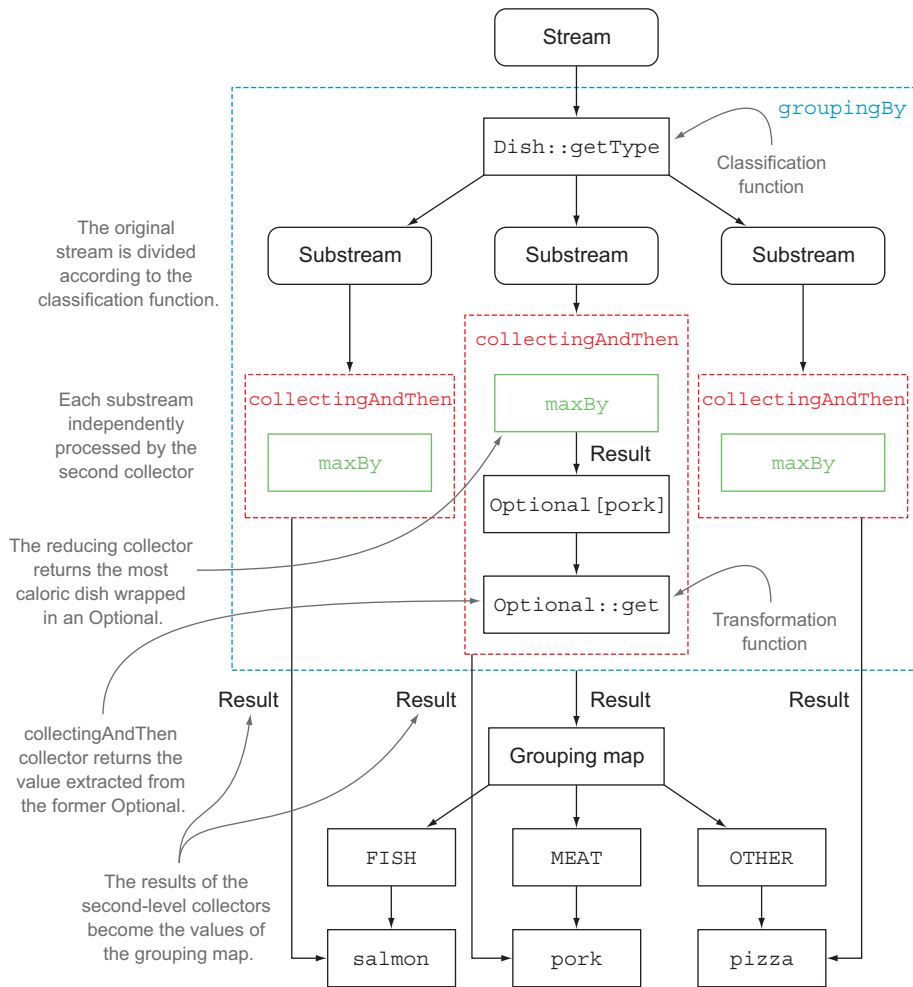 Stream
groupingBy
Dish::getType
Classification
function
The original
stream is divided
according to the
classification function.
Substream
Substream
Substream
collectingAndThen
collectingAndThen
collectingAndThen
Each substream
independently
processed by the
second collector
maxBy
maxBy
maxBy
Result
Optional[pork]
The reducing collector
returns the most
caloric dish wrapped
in an Optional.
Optional::get
Transformation
function
Result
Result
Result
Result
collectingAndThen
collector returns the
value extracted from
the former Optional.
Grouping map
FISH
MEAT
OTHER
The results of the
second-level collectors
become the values of
the grouping map.
salmon
pork
pizza